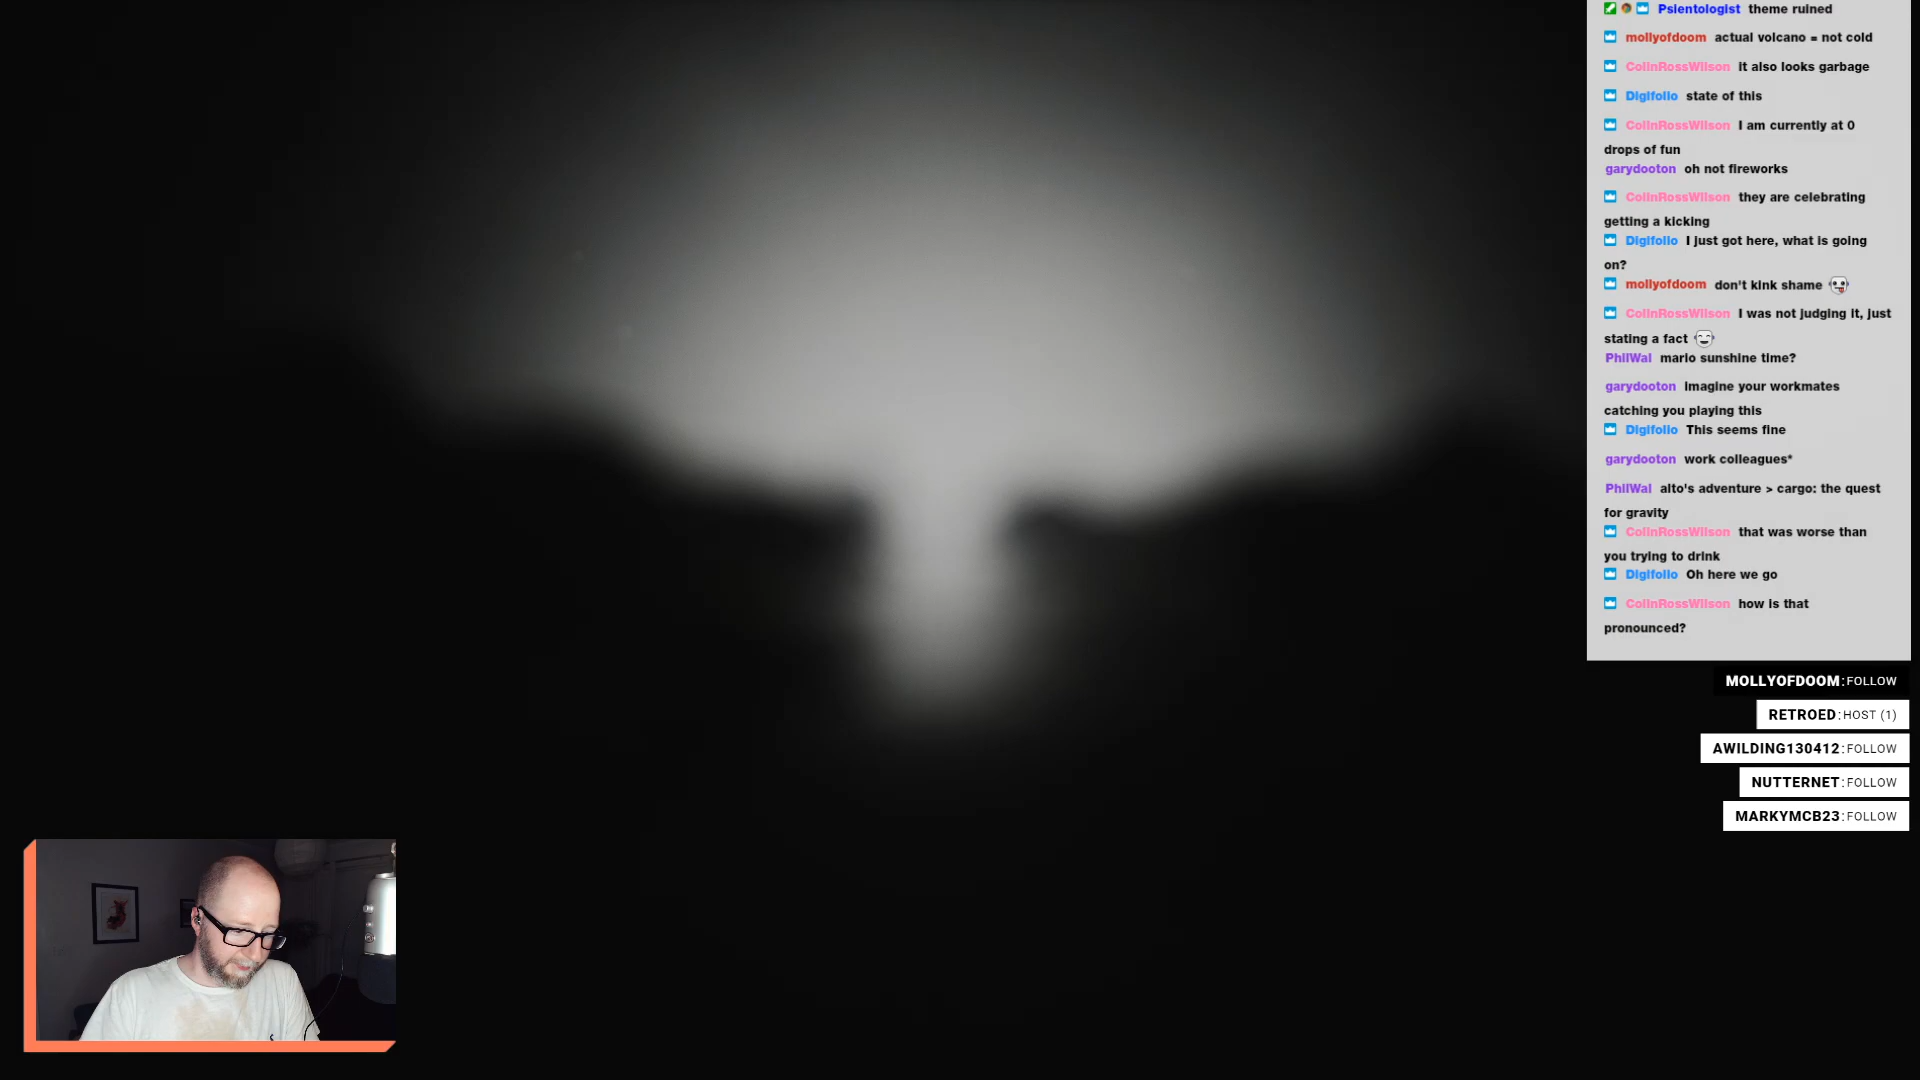 Psientologist theme ruined
mollyofdoom actual volcano = not cold
ColinRossWilson it also looks garbage
Digifolio state of this
ColinRossWilson I am currently at 0
drops of fun
garydooton oh not fireworks
ColinRossWilson they are celebrating
getting a kicking
Digifolio I just got here, what is going
on?
mollyofdoom don't kink shame
ColinRossWilson I was not judging it, just
stating a fact
PhilWal mario sunshine time?
garydooton imagine your workmates
catching you playing this
Digifolio This seems fine
garydooton work colleagues*
PhilWal alto's adventure > cargo: the quest
for gravity
ColinRossWilson that was worse than
you trying to drink
Digifolio Oh here we go
ColinRossWilson how is that
pronounced?
MOLLYOFDOOM: FOLLOW
RETROED: HOST (1)
AWILDING130412: FOLLOW
NUTTERNET: FOLLOW
MARKYMCB23: FOLLOW